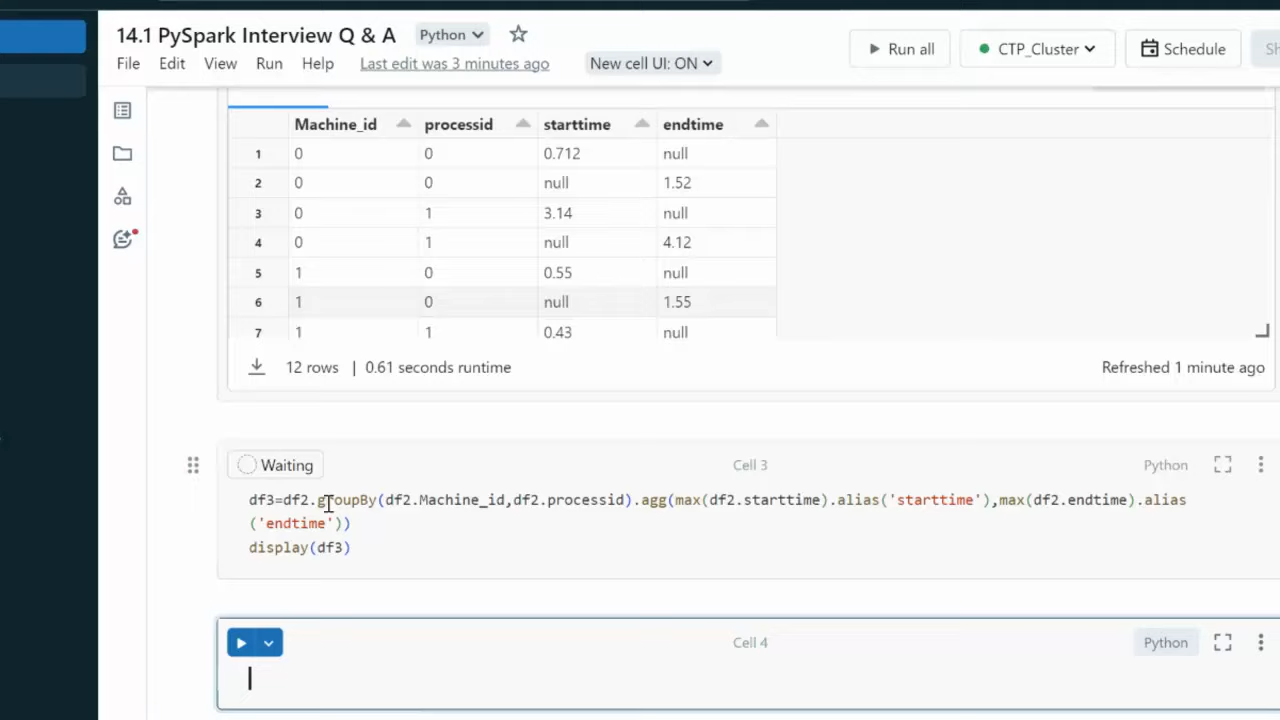 14.1 PySpark Interview Q & A Python
File Edit View Run Help Last edit was 3 minutes ago New cell UI: ON
Run all CTP_Cluster Schedule Sh
Machine_id processid starttime endtime
1 0 0 0.712 null
2 0 0 null 1.52
3 0 1 3.14 null
4 0 1 null 4.12
5 1 0 0.55 null
6 1 0 null 1.55
7 1 1 0.43 null
12 rows | 0.61 seconds runtime Refreshed 1 minute ago
Waiting Cell 3 Python
df3=df2.groupBy(df2.Machine_id,df2.processid).agg(max(df2.starttime).alias('starttime'),max(df2.endtime).alias
('endtime'))
display(df3)
Cell 4 Python